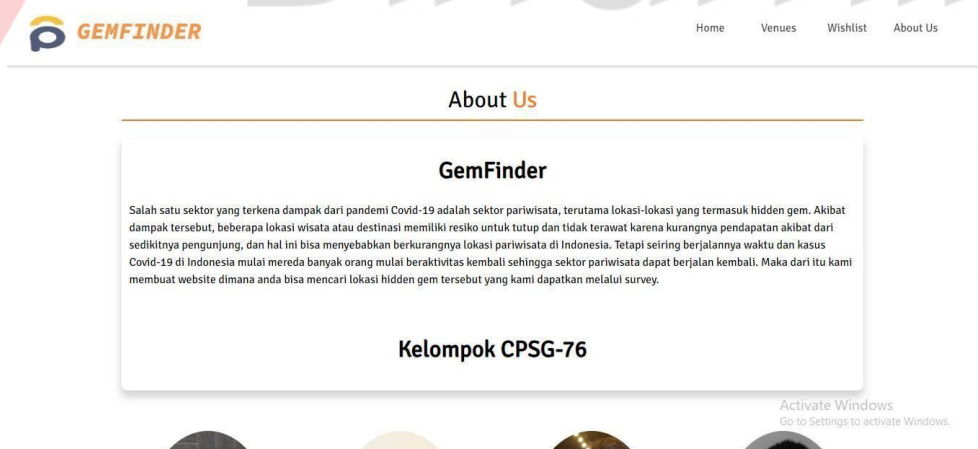 GEMFINDER
Home Venues Wishlist About Us
About Us
GemFinder
Salah satu sektor yang terkena dampak dari pandemi Covid-19 adalah sektor pariwisata, terutama lokasi-lokasi yang termasuk hidden gem. Akibat
dampak tersebut, beberapa lokasi wisata atau destinasi memiliki resiko untuk tutup dan tidak terawat karena kurangnya pendapatan akibat dari
sedikitnya pengunjung, dan hal ini bisa menyebabkan berkurangnya lokasi pariwisata di Indonesia. Tetapi seiring berjalannya waktu dan kasus
Covid-19 di Indonesia mulai mereda banyak orang mulai beraktivitas kembali sehingga sektor pariwisata dapat berjalan kembali. Maka dari itu kami
membuat website dimana anda bisa mencari lokasi hidden gem tersebut yang kami dapatkan melalui survey.
Kelompok CPSG-76
Activate Windows
Go to Settings to activate Windows.